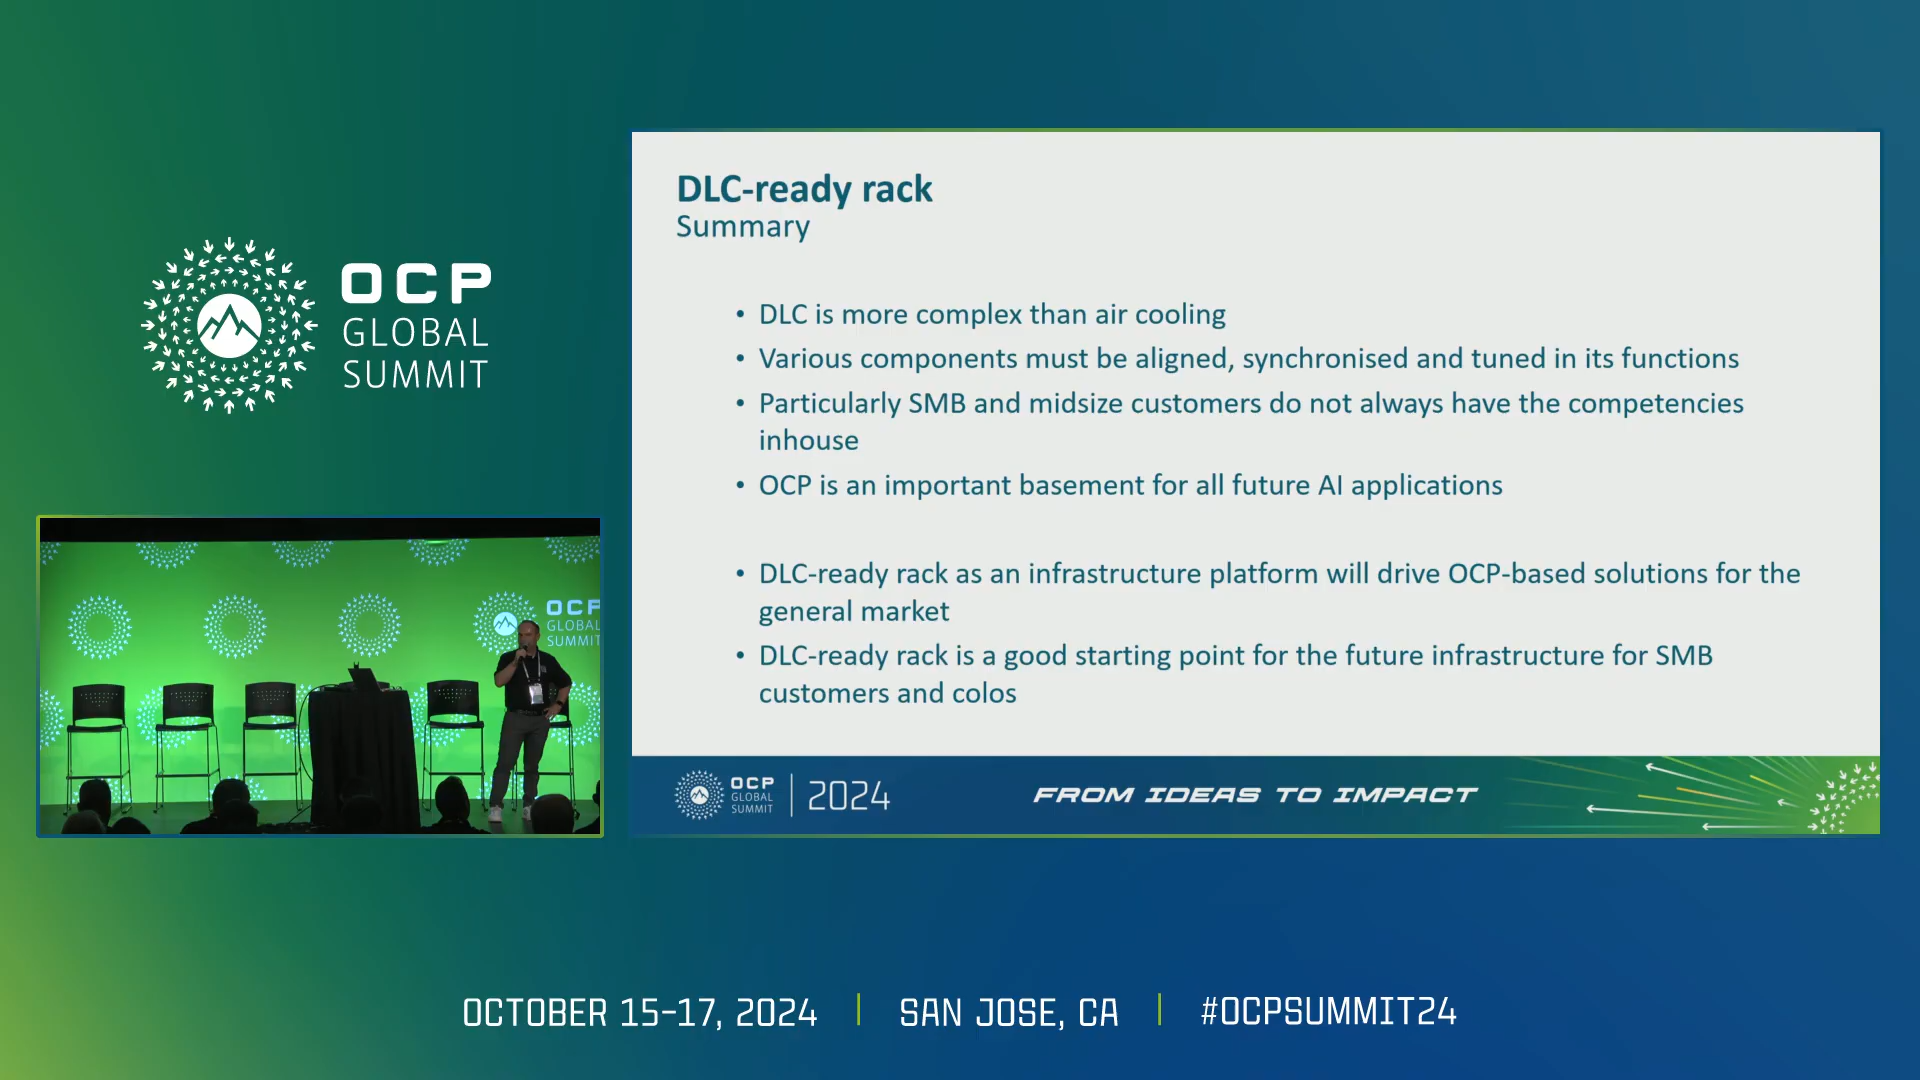 OCP
GLOBAL
SUMMIT
DLC-ready rack
Summary
• DLC is more complex than air cooling
• Various components must be aligned, synchronised and tuned in its functions
• Particularly SMB and midsize customers do not always have the competencies
inhouse
• OCP is an important basement for all future AI applications
• DLC-ready rack as an infrastructure platform will drive OCP-based solutions for the
general market
• DLC-ready rack is a good starting point for the future infrastructure for SMB
customers and colos
OCP
GLOBAL
SUMMIT
OCP
GLOBAL
SUMMIT
2024
FROM IDEAS TO IMPACT
OCTOBER 15-17, 2024 | SAN JOSE, CA | #OCPSUMMIT24